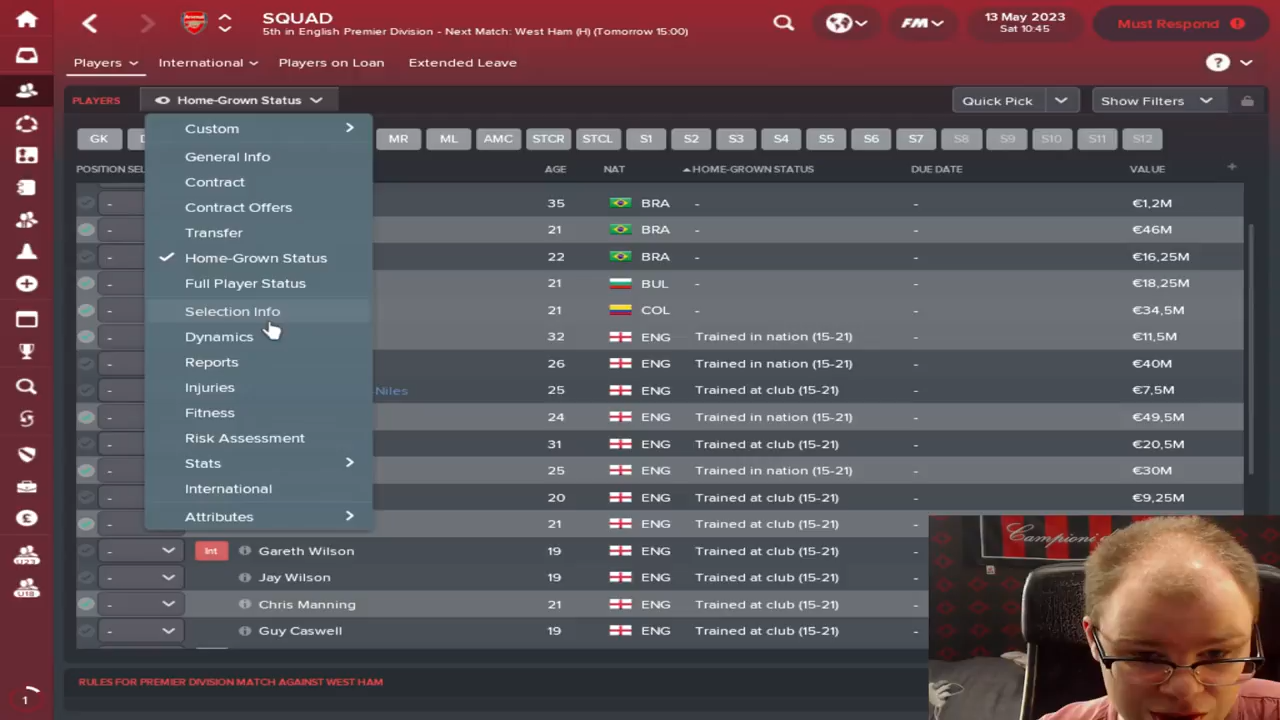 SQUAD
5th in English Premier Division - Next Match: West Ham (H) (Tomorrow 15:00)
FM
13 May 2023
Sat 10:45
Must Respond
Players
International
Players on Loan
Extended Leave
PLAYERS
Home-Grown Status
Quick Pick
Show Filters
GK
D
MR ML AMC STCR STCL S1 S2 S3 S4 S5 S6 S7 S8 S9 S10 S11 S12
POSITION SEL AGE NAT HOME-GROWN STATUS DUE DATE VALUE
Custom
General Info
Contract
Contract Offers
Transfer
Home-Grown Status
Full Player Status
Selection Info
Dynamics
Reports
Injuries
Fitness
Risk Assessment
Stats
International
Attributes
- 35 BRA - - €1,2M
- 21 BRA - - €46M
- 22 BRA - - €16,25M
- 21 BUL - - €18,25M
- 21 COL - - €34,5M
- 32 ENG Trained in nation (15-21) - €11,5M
- 26 ENG Trained in nation (15-21) - €40M
- -Niles 25 ENG Trained at club (15-21) - €7,5M
- 24 ENG Trained in nation (15-21) - €49,5M
- 31 ENG Trained at club (15-21) - €20,5M
- 25 ENG Trained in nation (15-21) - €30M
- 20 ENG Trained at club (15-21) - €9,25M
- 21 ENG Trained at club (15-21)
- Int Gareth Wilson 19 ENG Trained at club (15-21) -
- Jay Wilson 19 ENG Trained at club (15-21) -
- Chris Manning 21 ENG Trained at club (15-21) -
- Guy Caswell 19 ENG Trained at club (15-21) -
RULES FOR PREMIER DIVISION MATCH AGAINST WEST HAM
U23
U18
1
Campioni